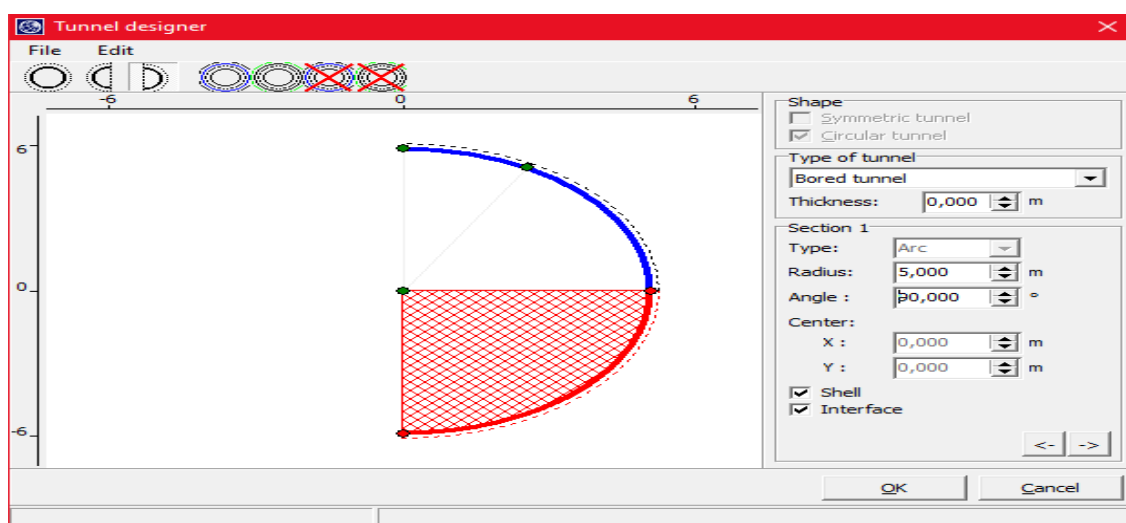 Tunnel designer
File Edit
-6 0 6
6
0
-6
Shape
Symmetric tunnel
Circular tunnel
Type of tunnel
Bored tunnel
Thickness: 0,000 m
Section 1
Type: Arc
Radius: 5,000 m
Angle : 90,000 °
Center:
X : 0,000 m
Y : 0,000 m
Shell
Interface
<- ->
OK Cancel